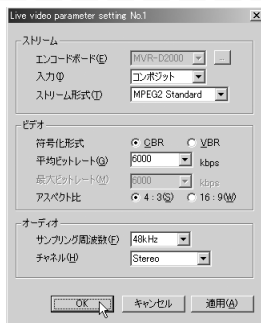 Live video parameter setting No.1
ストリーム
エンコードボード(E) MVR-D2000 ...
入力(I) コンポジット
ストリーム形式(T) MPEG2 Standard
ビデオ
符号化形式 CBR VBR
平均ビットレート(G) 6000 kbps
最大ビットレート(M) 6000 kbps
アスペクト比 4:3(S) 16:9(W)
オーディオ
サンプリング周波数(F) 48kHz
チャネル(H) Stereo
OK キャンセル 適用(A)